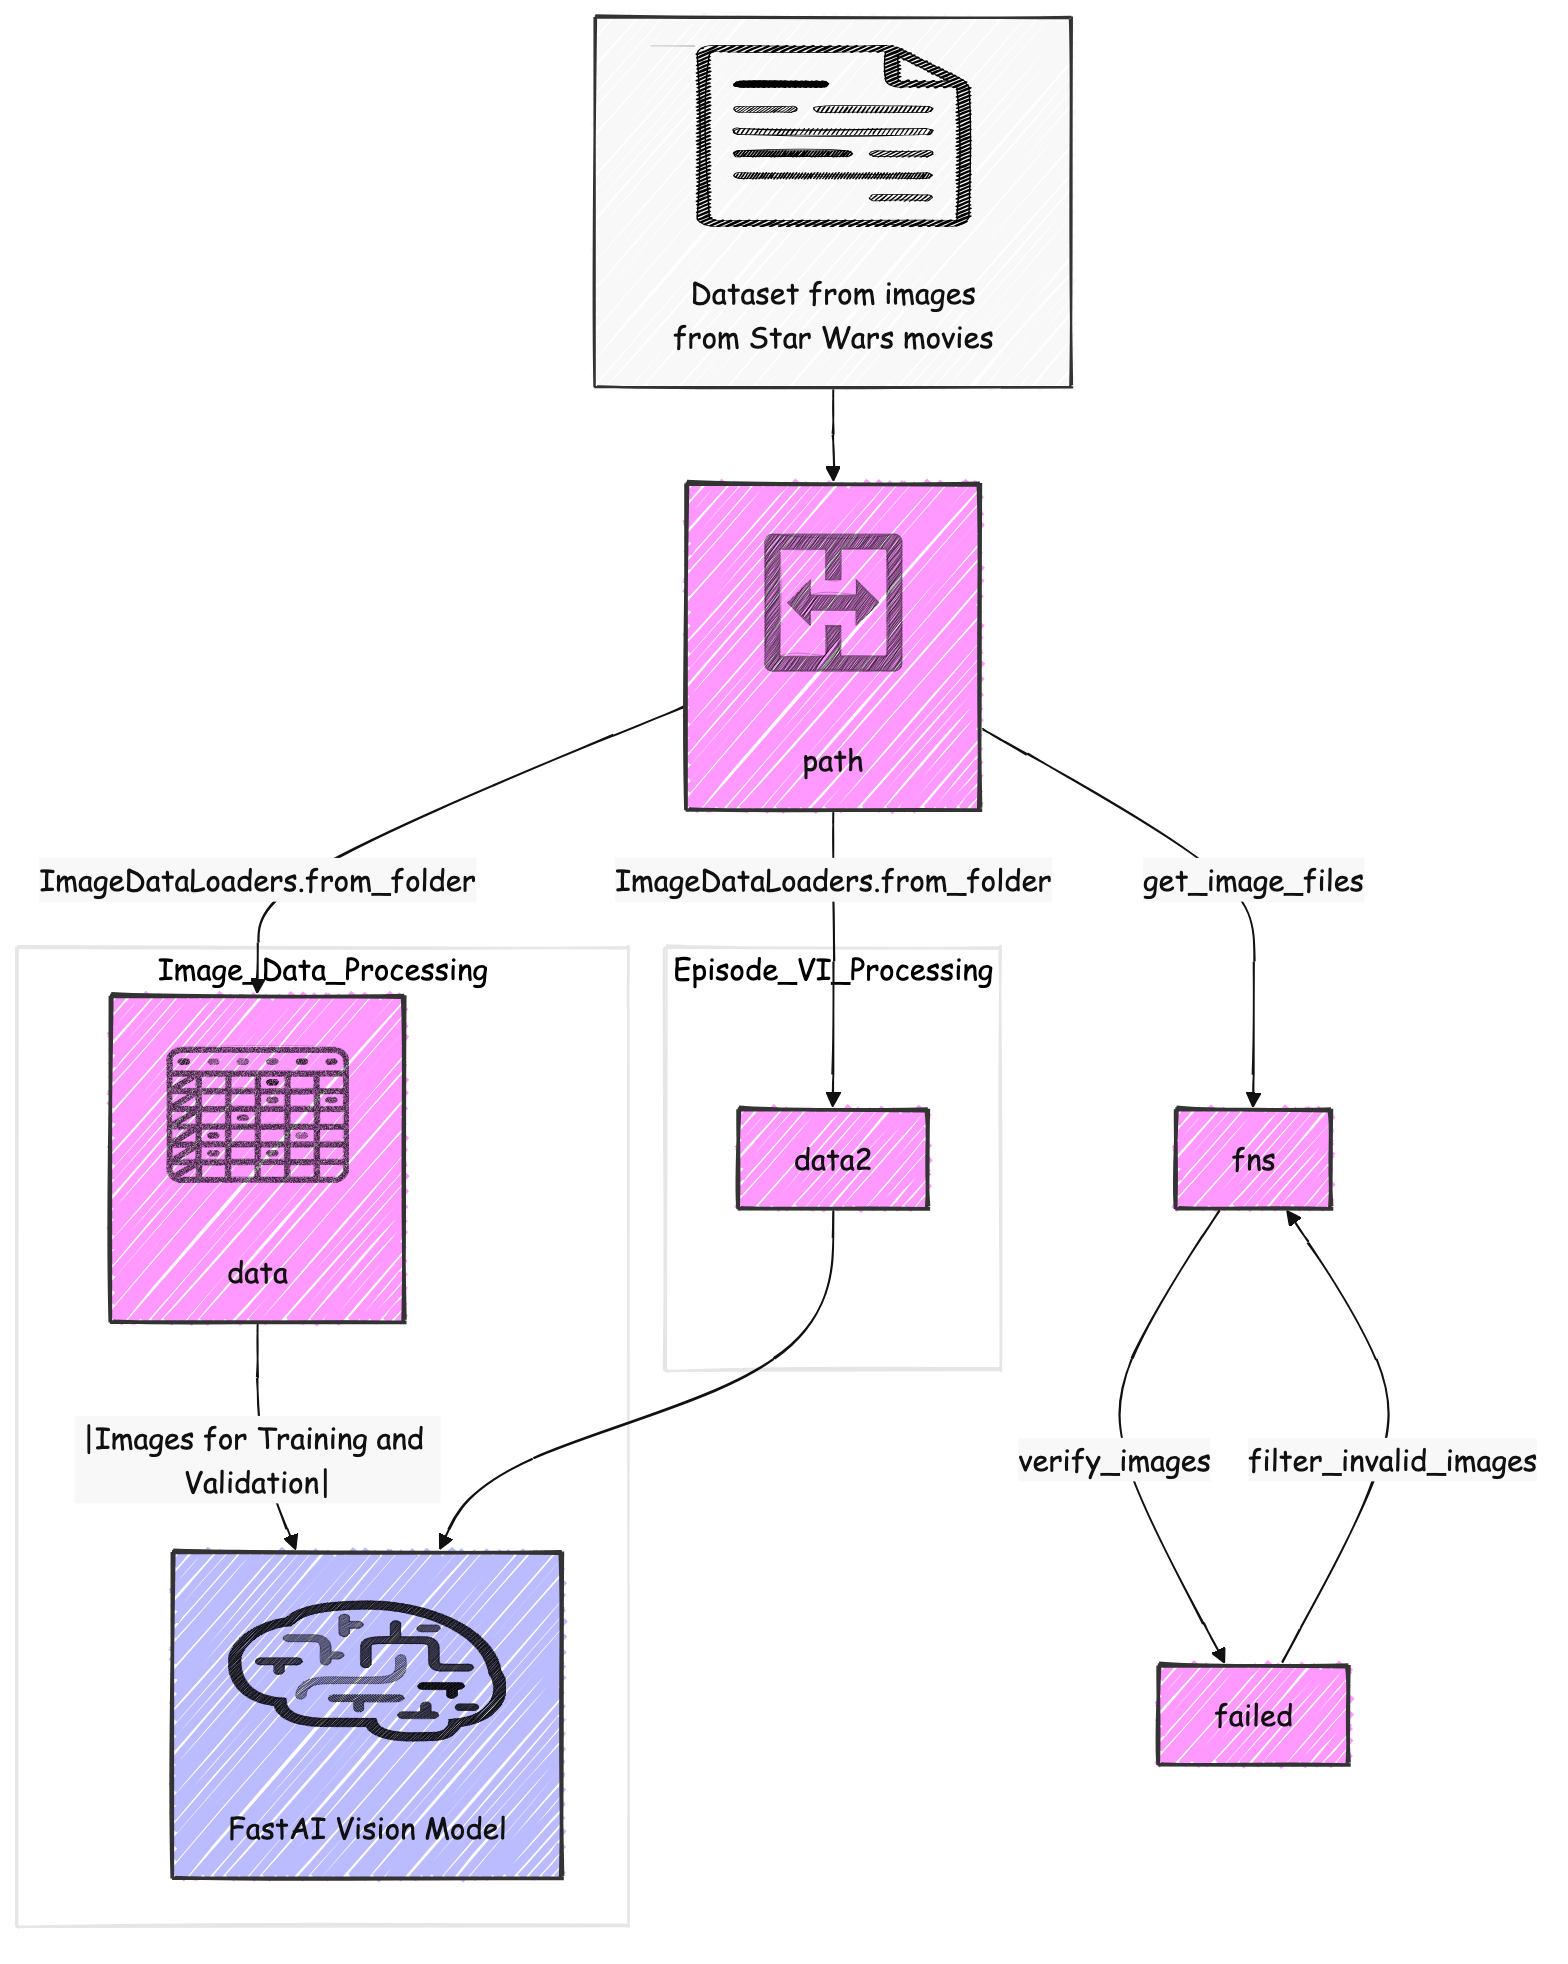 Dataset from images
from Star Wars movies
path
ImageDataLoaders.from_folder
ImageDataLoaders.from_folder
get_image_files
Image_Data_Processing
Episode_VI_Processing
data
data2
fns
|Images for Training and
Validation|
verify_images
filter_invalid_images
FastAI Vision Model
failed